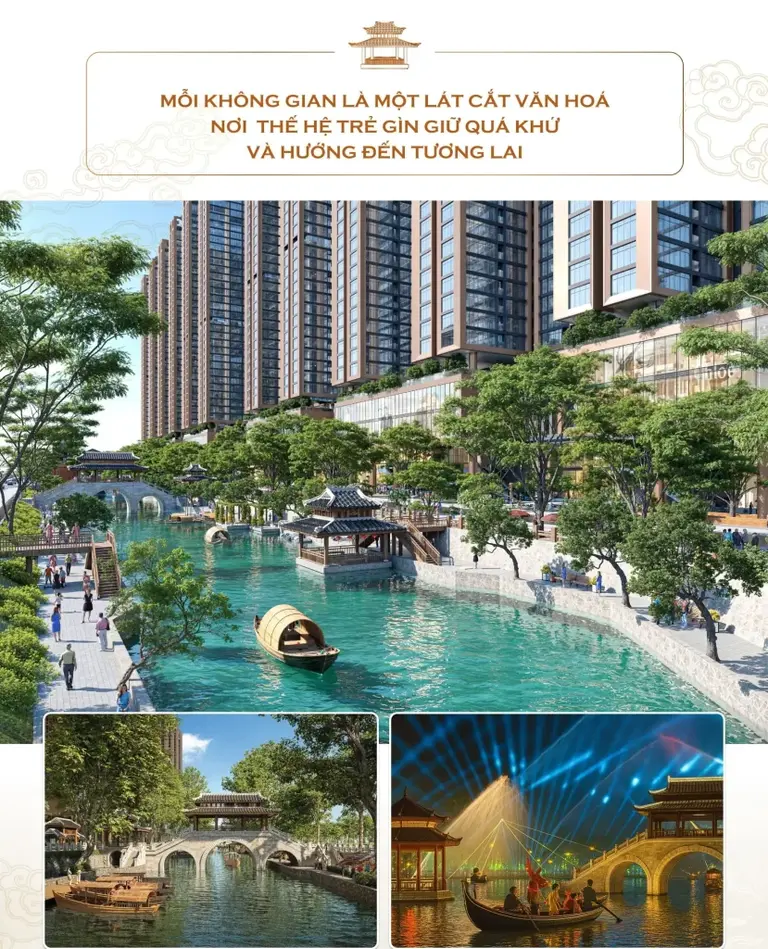 MỖI KHÔNG GIAN LÀ MỘT LÁT CẮT VĂN HOÁ
NƠI THẾ HỆ TRẺ GÌN GIỮ QUÁ KHỨ
VÀ HƯỚNG ĐẾN TƯƠNG LAI